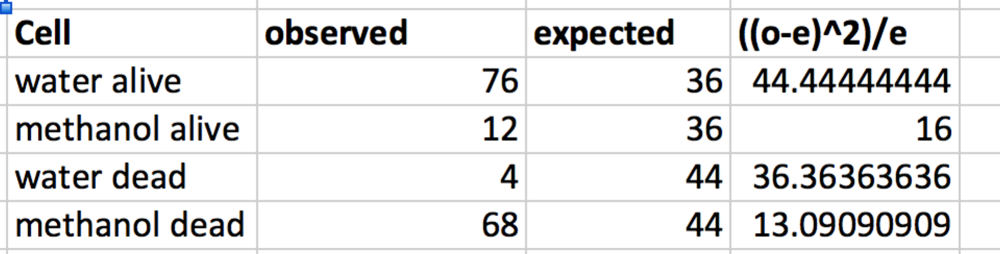 Cell observed expected ((o-e)^2)/e
water alive 76 36 44.44444444
methanol alive 12 36 16
water dead 4 44 36.36363636
methanol dead 68 44 13.09090909